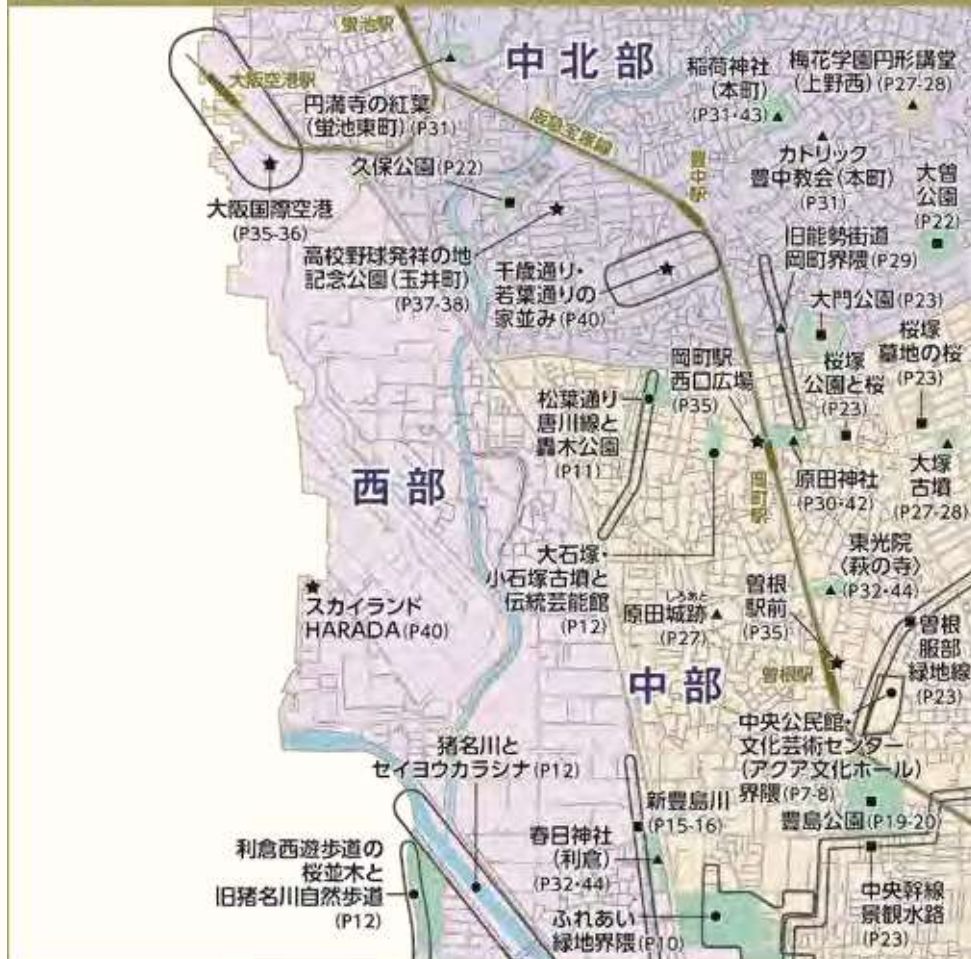 蛍池駅
大阪空港駅
中北部
円満寺の紅葉
(蛍池東町)(P31)
稲荷神社
(本町)
(P31・43)
梅花学園円形講堂
(上野西)(P27-28)
阪急宝塚線
久保公園(P22)
豊中駅
カトリック
豊中教会(本町)
(P31)
大曽
公園
(P22)
大阪国際空港
(P35-36)
高校野球発祥の地
記念公園(玉井町)
(P37-38)
千歳通り・
若葉通りの
家並み(P40)
旧能勢街道
岡町界隈(P29)
大門公園(P23)
岡町駅
西口広場
(P35)
桜塚
公園と桜
(P23)
桜塚
墓地の桜
(P23)
松葉通り
唐川線と
轟木公園
(P11)
西部
岡町駅
原田神社
(P30・42)
大塚
古墳
(P27-28)
大石塚・
小石塚古墳と
伝統芸能館
(P12)
東光院
〈萩の寺〉
(P32・44)
スカイランド
HARADA(P40)
しろあと
原田城跡
(P27)
曽根
駅前
(P35)
曽根
服部
緑地線
(P23)
中部
曽根駅
猪名川と
セイヨウカラシナ(P12)
中央公民館・
文化芸術センター
(アクア文化ホール)
界隈(P7-8)
新豊島川
(P15-16)
豊島公園(P19-20)
利倉西遊歩道の
桜並木と
旧猪名川自然歩道
(P12)
春日神社
(利倉)
(P32・44)
ふれあい
緑地界隈(P10)
中央幹線
景観水路
(P23)